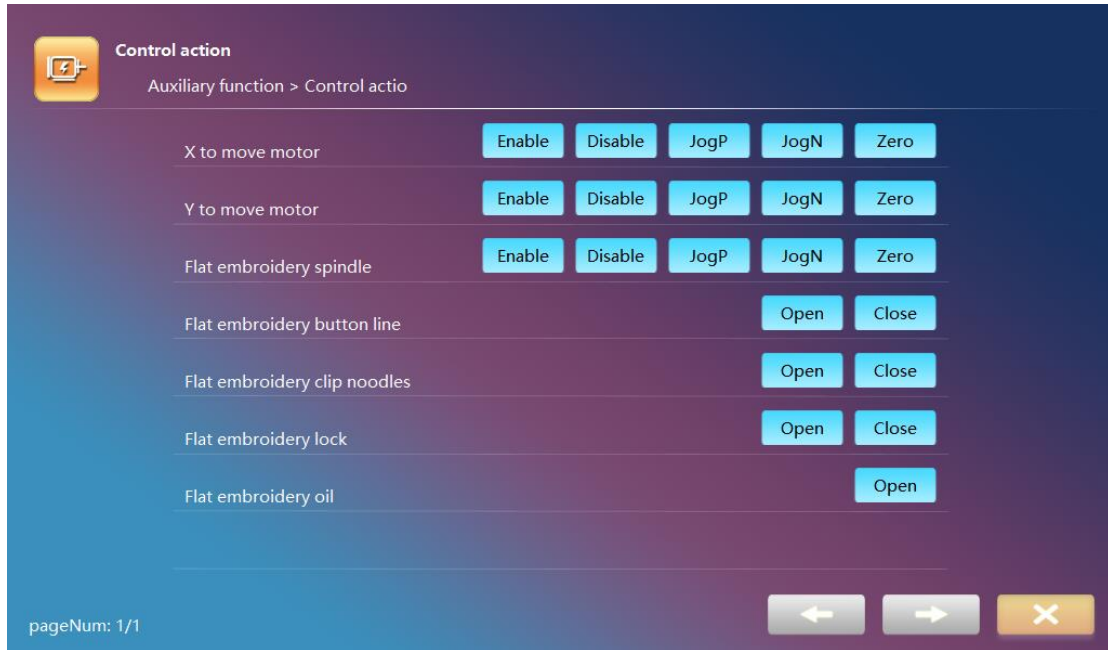 Control action
Auxiliary function > Control actio
X to move motor Enable Disable JogP JogN Zero
Y to move motor Enable Disable JogP JogN Zero
Flat embroidery spindle Enable Disable JogP JogN Zero
Flat embroidery button line Open Close
Flat embroidery clip noodles Open Close
Flat embroidery lock Open Close
Flat embroidery oil Open
pageNum: 1/1